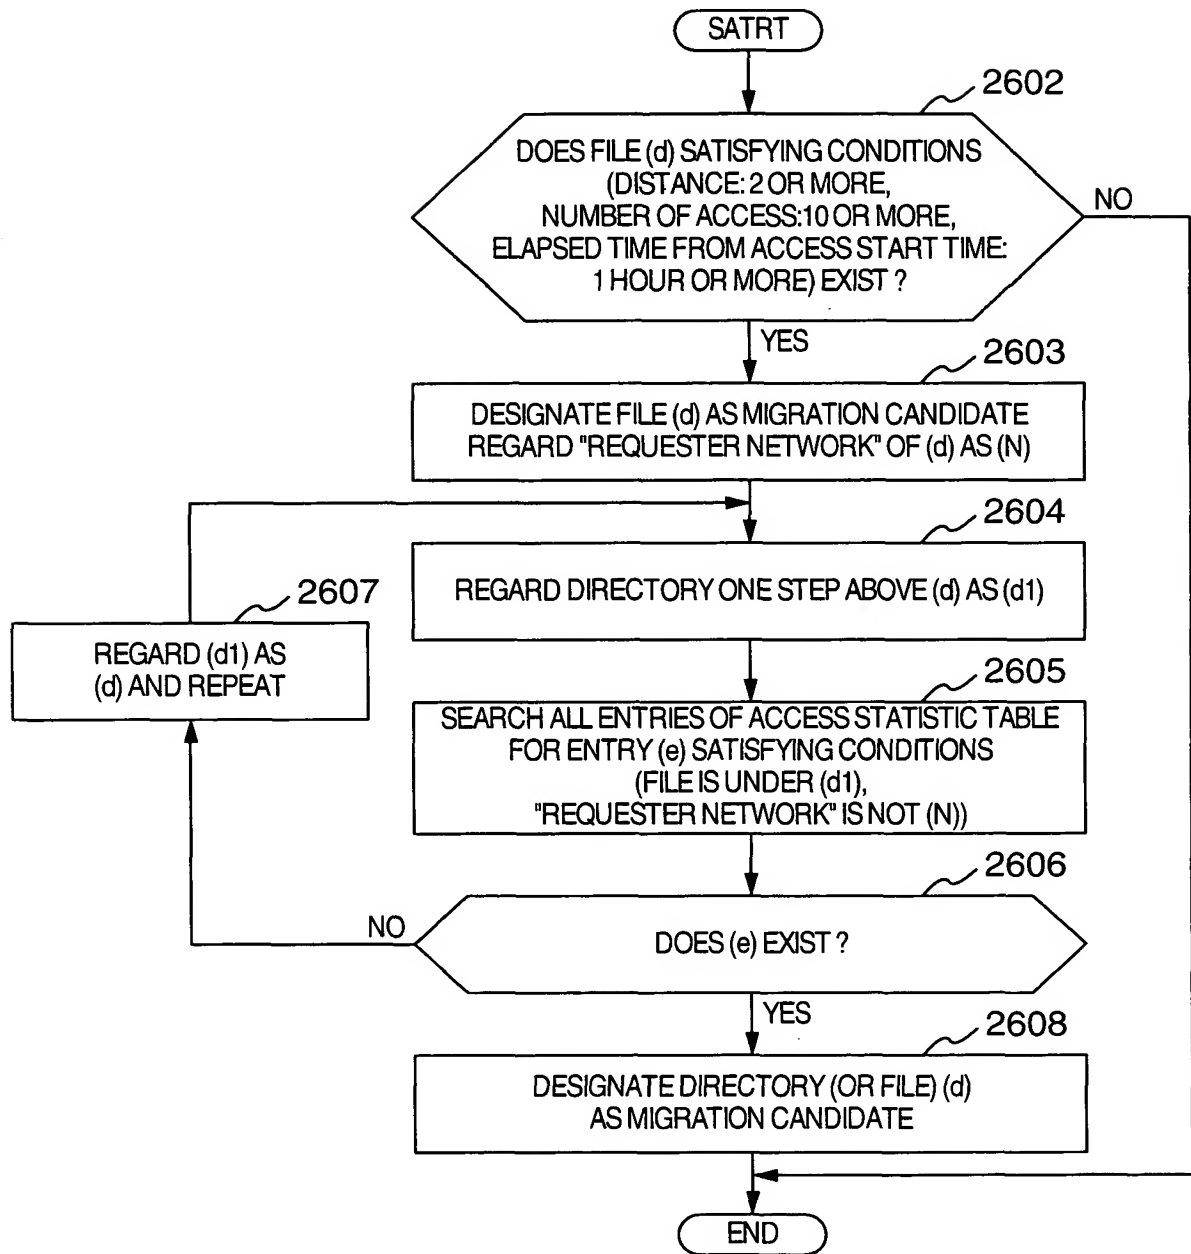 SATRT
2602
DOES FILE (d) SATISFYING CONDITIONS
(DISTANCE: 2 OR MORE,
NUMBER OF ACCESS:10 OR MORE,
ELAPSED TIME FROM ACCESS START TIME:
1 HOUR OR MORE) EXIST ?
NO
YES
2603
DESIGNATE FILE (d) AS MIGRATION CANDIDATE
REGARD "REQUESTER NETWORK" OF (d) AS (N)
2604
REGARD DIRECTORY ONE STEP ABOVE (d) AS (d1)
2607
REGARD (d1) AS
(d) AND REPEAT
2605
SEARCH ALL ENTRIES OF ACCESS STATISTIC TABLE
FOR ENTRY (e) SATISFYING CONDITIONS
(FILE IS UNDER (d1),
"REQUESTER NETWORK" IS NOT (N))
2606
NO
DOES (e) EXIST ?
YES
2608
DESIGNATE DIRECTORY (OR FILE) (d)
AS MIGRATION CANDIDATE
END